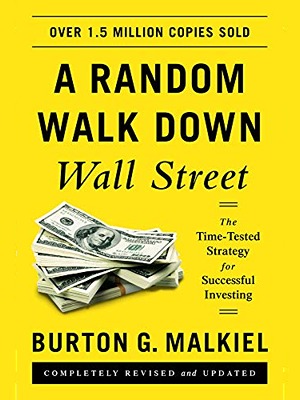 OVER 1.5 MILLION COPIES SOLD
A RANDOM
WALK DOWN
Wall Street
The
Time-Tested
Strategy
for
Successful
Investing
BURTON G. MALKIEL
COMPLETELY REVISED and UPDATED